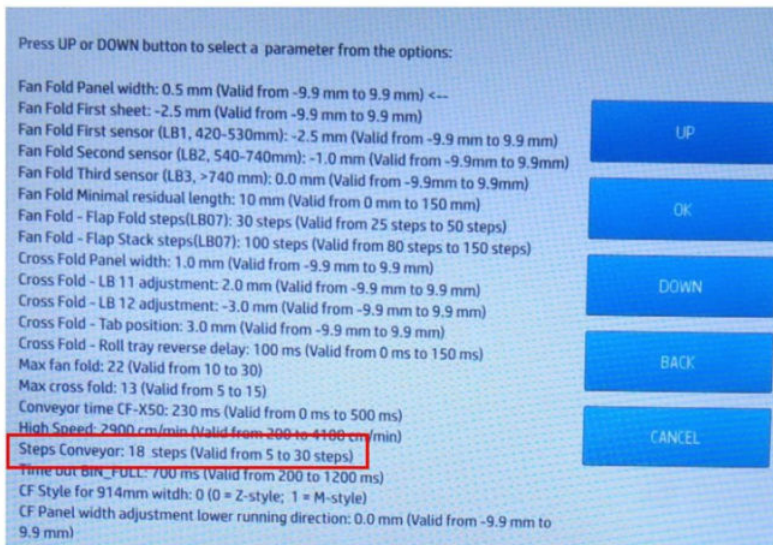 Press UP or DOWN button to select a parameter from the options:
Fan Fold Panel width: 0.5 mm (Valid from -9.9 mm to 9.9 mm) <--
Fan Fold First sheet: -2.5 mm (Valid from -9.9 mm to 9.9 mm)
Fan Fold First sensor (LB1, 420-530mm): -2.5 mm (Valid from -9.9 mm to 9.9 mm)
Fan Fold Second sensor (LB2, 540-740mm): -1.0 mm (Valid from -9.9mm to 9.9mm)
Fan Fold Third sensor (LB3, >740 mm): 0.0 mm (Valid from -9.9mm to 9.9mm)
Fan Fold Minimal residual length: 10 mm (Valid from 0 mm to 150 mm)
Fan Fold - Flap Fold steps(LB07): 30 steps (Valid from 25 steps to 50 steps)
Fan Fold - Flap Stack steps(LB07): 100 steps (Valid from 80 steps to 150 steps)
Cross Fold Panel width: 1.0 mm (Valid from -9.9 mm to 9.9 mm)
Cross Fold - LB 11 adjustment: 2.0 mm (Valid from -9.9 mm to 9.9 mm)
Cross Fold - LB 12 adjustment: -3.0 mm (Valid from -9.9 mm to 9.9 mm)
Cross Fold - Tab position: 3.0 mm (Valid from -9.9 mm to 9.9 mm)
Cross Fold - Roll tray reverse delay: 100 ms (Valid from 0 ms to 150 ms)
Max fan fold: 22 (Valid from 10 to 30)
Max cross fold: 13 (Valid from 5 to 15)
Conveyor time CF-X50: 230 ms (Valid from 0 ms to 500 ms)
High Speed: 2900 cm/min (Valid from 200 to 4100 cm/min)
Steps Conveyor: 18 steps (Valid from 5 to 30 steps)
Time out BIN_FULL: 700 ms (Valid from 200 to 1200 ms)
CF Style for 914mm witdh: 0 (0 = Z-style; 1 = M-style)
CF Panel width adjustment lower running direction: 0.0 mm (Valid from -9.9 mm to
9.9 mm)
UP
OK
DOWN
BACK
CANCEL